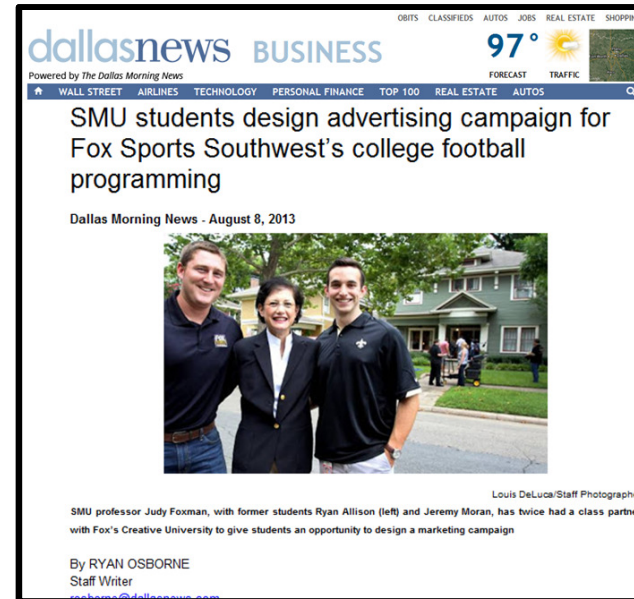 OBITS CLASSIFIEDS AUTOS JOBS REAL ESTATE SHOPPIN
dallasnews BUSINESS 97°
Powered by The Dallas Morning News FORECAST TRAFFIC
WALL STREET AIRLINES TECHNOLOGY PERSONAL FINANCE TOP 100 REAL ESTATE AUTOS
SMU students design advertising campaign for
Fox Sports Southwest's college football
programming
Dallas Morning News - August 8, 2013
Louis DeLuca/Staff Photographe
SMU professor Judy Foxman, with former students Ryan Allison (left) and Jeremy Moran, has twice had a class partne
with Fox's Creative University to give students an opportunity to design a marketing campaign
By RYAN OSBORNE
Staff Writer
rosborne@dallasnews.com